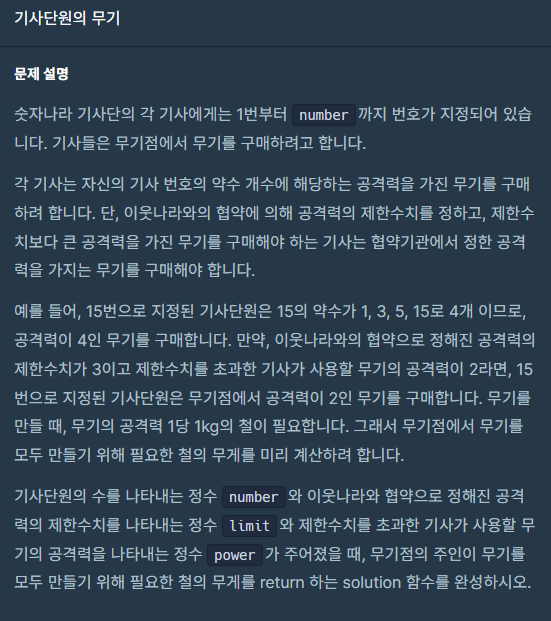 기사단원의 무기
문제 설명
숫자나라 기사단의 각 기사에게는 1번부터 number 까지 번호가 지정되어 있습
니다. 기사들은 무기점에서 무기를 구매하려고 합니다.
각 기사는 자신의 기사 번호의 약수 개수에 해당하는 공격력을 가진 무기를 구매
하려 합니다. 단, 이웃나라와의 협약에 의해 공격력의 제한수치를 정하고, 제한수
치보다 큰 공격력을 가진 무기를 구매해야 하는 기사는 협약기관에서 정한 공격
력을 가지는 무기를 구매해야 합니다.
예를 들어, 15번으로 지정된 기사단원은 15의 약수가 1, 3, 5, 15로 4개 이므로,
공격력이 4인 무기를 구매합니다. 만약, 이웃나라와의 협약으로 정해진 공격력의
제한수치가 3이고 제한수치를 초과한 기사가 사용할 무기의 공격력이 2라면, 15
번으로 지정된 기사단원은 무기점에서 공격력이 2인 무기를 구매합니다. 무기를
만들 때, 무기의 공격력 1당 1kg의 철이 필요합니다. 그래서 무기점에서 무기를
모두 만들기 위해 필요한 철의 무게를 미리 계산하려 합니다.
기사단원의 수를 나타내는 정수 number 와 이웃나라와 협약으로 정해진 공격
력의 제한수치를 나타내는 정수 limit 와 제한수치를 초과한 기사가 사용할 무
기의 공격력을 나타내는 정수 power 가 주어졌을 때, 무기점의 주인이 무기를
모두 만들기 위해 필요한 철의 무게를 return 하는 solution 함수를 완성하시오.